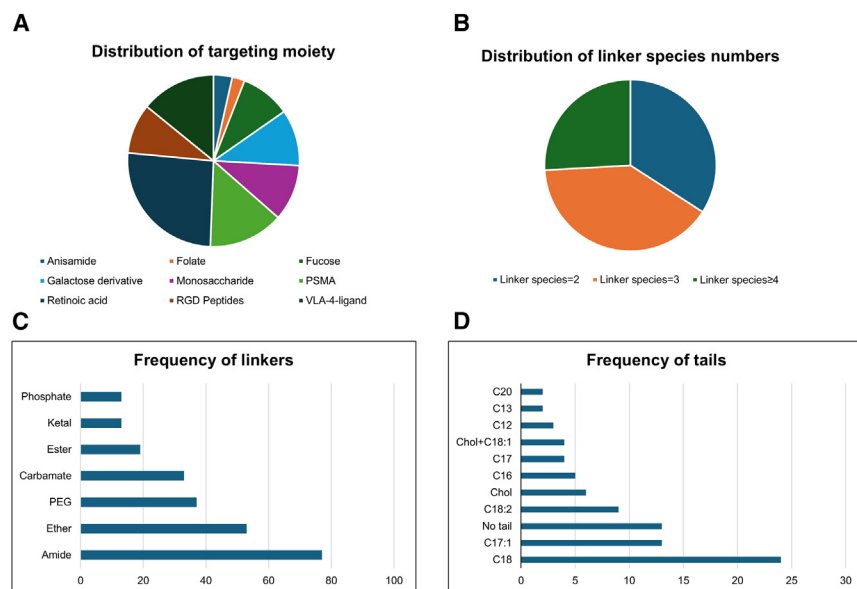 A
Distribution of targeting moiety
Anisamide
Folate
Fucose
Galactose derivative
Monosaccharide
PSMA
Retinoic acid
RGD Peptides
VLA-4-ligand
B
Distribution of linker species numbers
Linker species=2
Linker species=3
Linker species≥4
C
Frequency of linkers
Phosphate
Ketal
Ester
Carbamate
PEG
Ether
Amide
0 20 40 60 80 100
D
Frequency of tails
C20
C13
C12
Chol+C18:1
C17
C16
Chol
C18:2
No tail
C17:1
C18
0 5 10 15 20 25 30